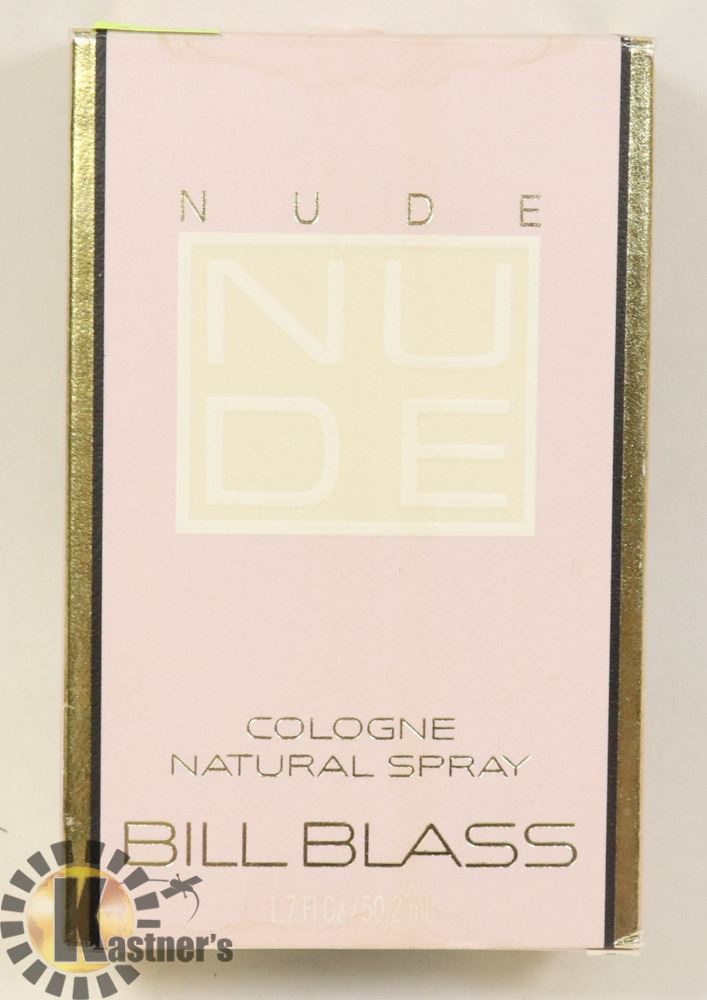 NUDE
NU
DE
COLOGNE
NATURAL SPRAY
BILL BLASS
1.7 Fl Oz/50.2 mL
Kastner's